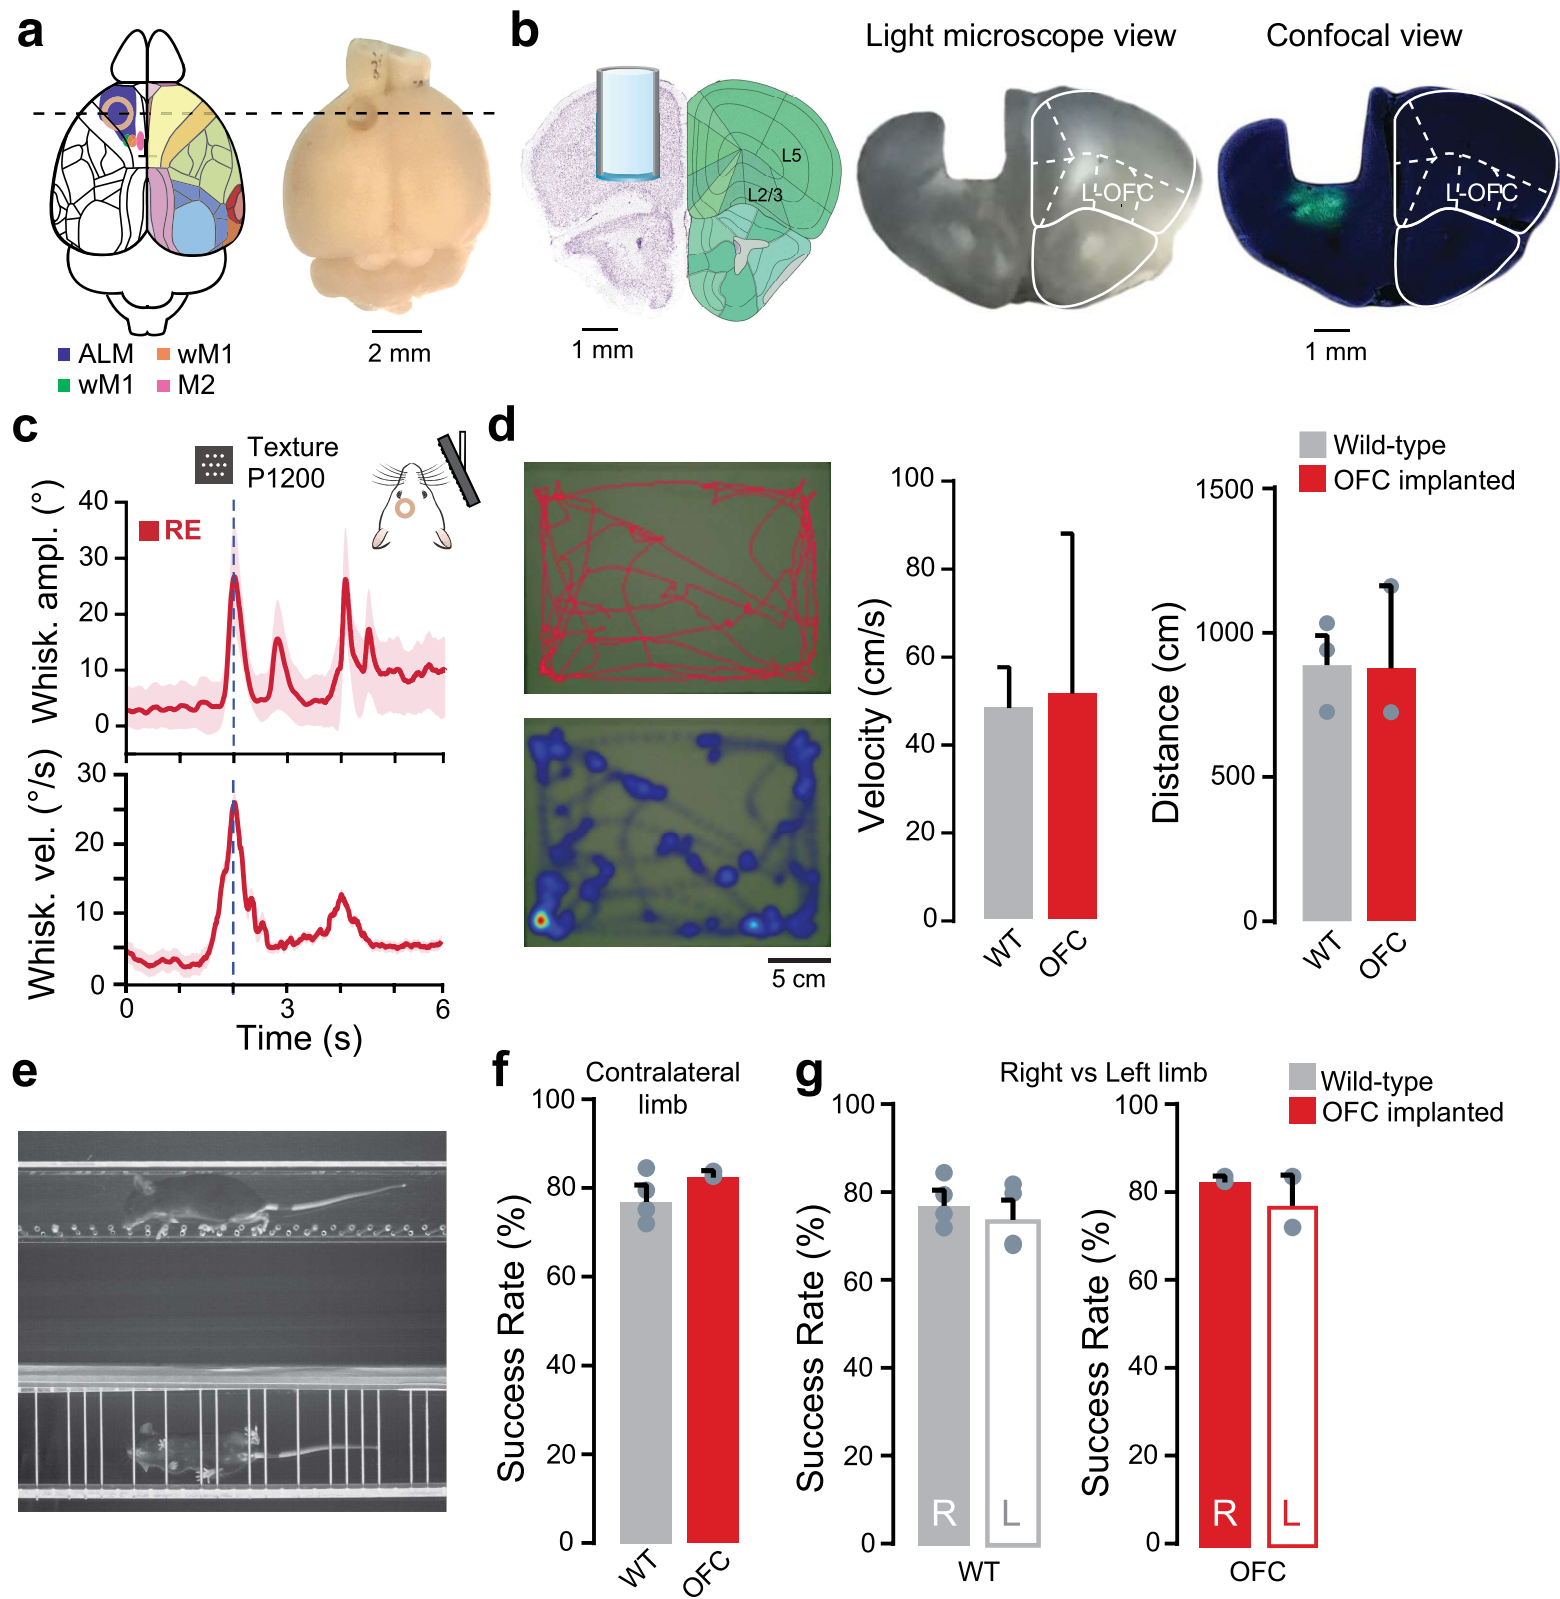 a
ALM
wM1
wM1
M2
2 mm
b
L5
L2/3
1 mm
Light microscope view
L-OFC
Confocal view
L-OFC
1 mm
c
Texture
P1200
RE
Whisk. ampl. (°)
40
30
20
10
0
Whisk. vel. (°/s)
30
20
10
0
0
3
6
Time (s)
d
5 cm
Velocity (cm/s)
100
80
60
40
20
0
WT
OFC
Wild-type
OFC implanted
Distance (cm)
1500
1000
500
0
WT
OFC
e
f
Contralateral
limb
Success Rate (%)
100
80
60
40
20
0
WT
OFC
g
Right vs Left limb
Wild-type
OFC implanted
Success Rate (%)
100
80
60
40
20
0
R
L
WT
Success Rate (%)
100
80
60
40
20
0
R
L
OFC